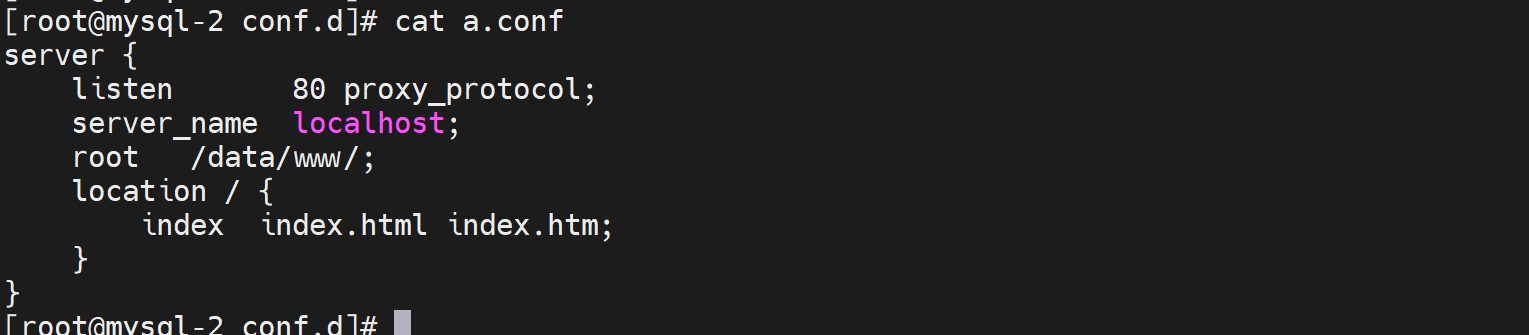 [root@mysql-2 conf.d]# cat a.conf
server {
    listen       80 proxy_protocol;
    server_name  localhost;
    root   /data/www/;
    location / {
        index  index.html index.htm;
    }
}
[root@mysql-2 conf.d]#